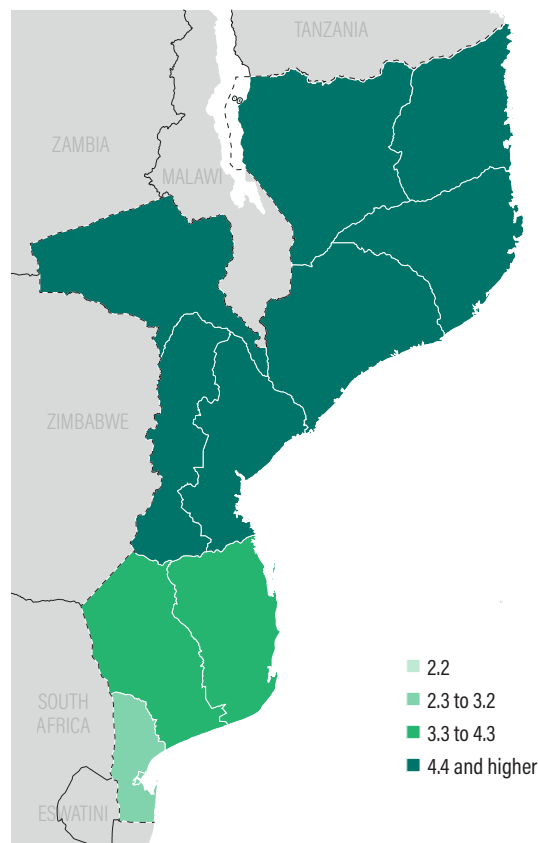 TANZANIA
ZAMBIA
MALAWI
ZIMBABWE
SOUTH
AFRICA
ESWATINI
2.2
2.3 to 3.2
3.3 to 4.3
4.4 and higher